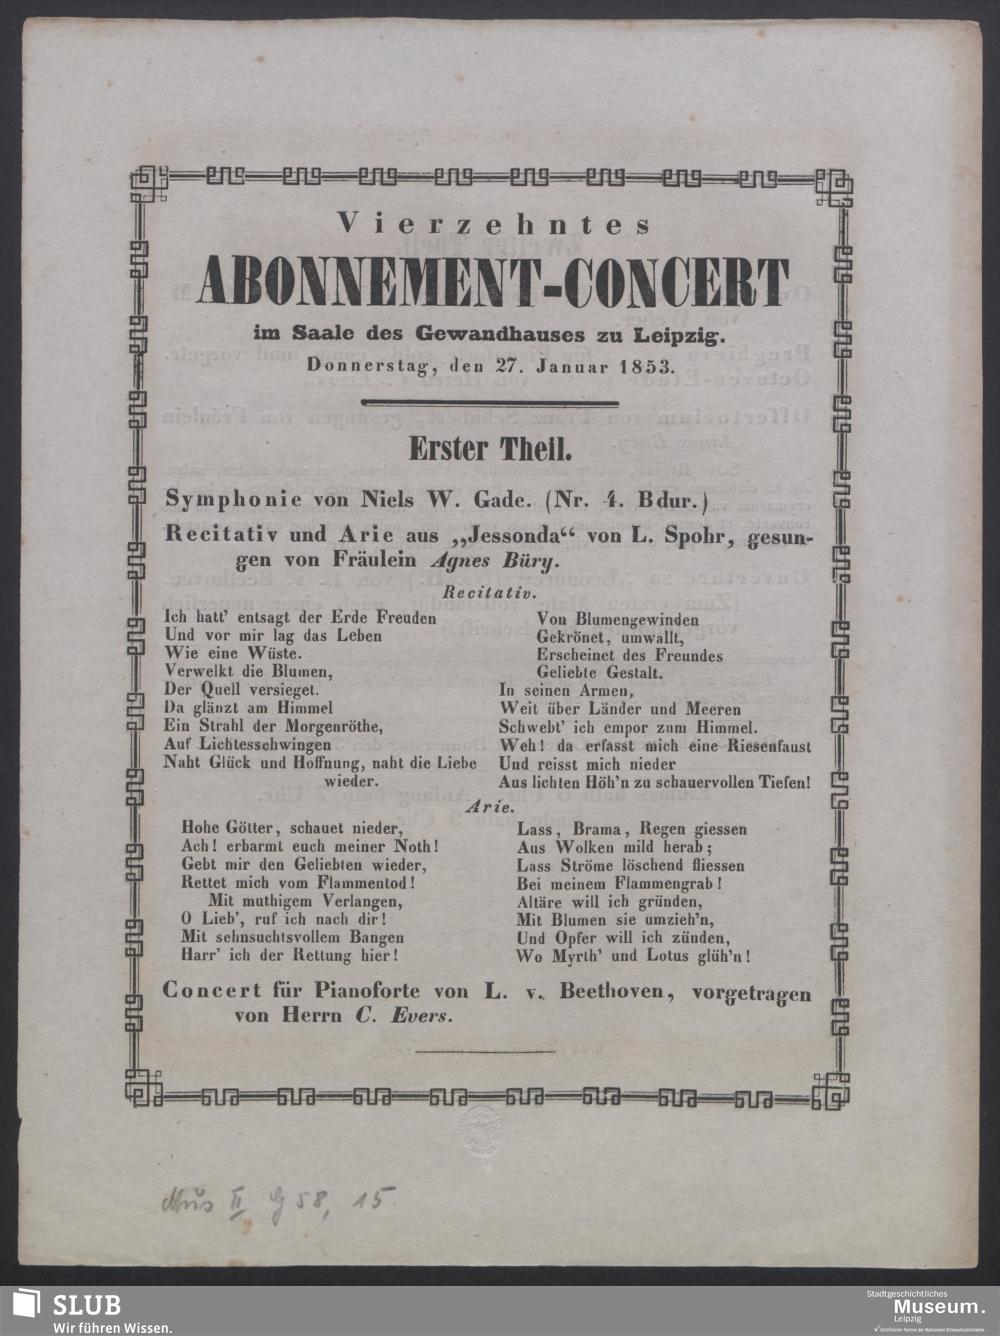 Vierzehntes
ABONNEMENT-CONCERT
im Saale des Gewandhauses zu Leipzig.
Donnerstag, den 27. Januar 1853.
Erster Theil.
Symphonie von Niels W. Gade. (Nr. 4. Bdur.)
Recitativ und Arie aus „Jessonda“ von L. Spohr, gesun-
gen von Fräulein Agnes Büry.
Recitativ.
Ich hatt' entsagt der Erde Freuden
Und vor mir lag das Leben
Wie eine Wüste.
Verwelkt die Blumen,
Der Quell versieget.
Da glänzt am Himmel
Ein Strahl der Morgenröthe,
Auf Lichtesschwingen
Naht Glück und Hoffnung, naht die Liebe
wieder.
Von Blumengewinden
Gekrönet, umwallt,
Erscheinet des Freundes
Geliebte Gestalt.
In seinen Armen,
Weit über Länder und Meeren
Schwebt' ich empor zum Himmel.
Weh! da erfasst mich eine Riesenfaust
Und reisst mich nieder
Aus lichten Höh'n zu schauervollen Tiefen!
Arie.
Hohe Götter, schauet nieder,
Ach! erbarmt euch meiner Noth!
Gebt mir den Geliebten wieder,
Rettet mich vom Flammentod!
Mit muthigem Verlangen,
O Lieb', ruf ich nach dir!
Mit sehnsuchtsvollem Bangen
Harr' ich der Rettung hier!
Lass, Brama, Regen giessen
Aus Wolken mild herab;
Lass Ströme löschend fliessen
Bei meinem Flammengrab!
Altäre will ich gründen,
Mit Blumen sie umzieh'n,
Und Opfer will ich zünden,
Wo Myrth' und Lotus glüh'n!
Concert für Pianoforte von L. v. Beethoven, vorgetragen
von Herrn C. Evers.
Mus II G 58, 15
SLUB
Wir führen Wissen.
Stadtgeschichtliches
Museum.
Leipzig